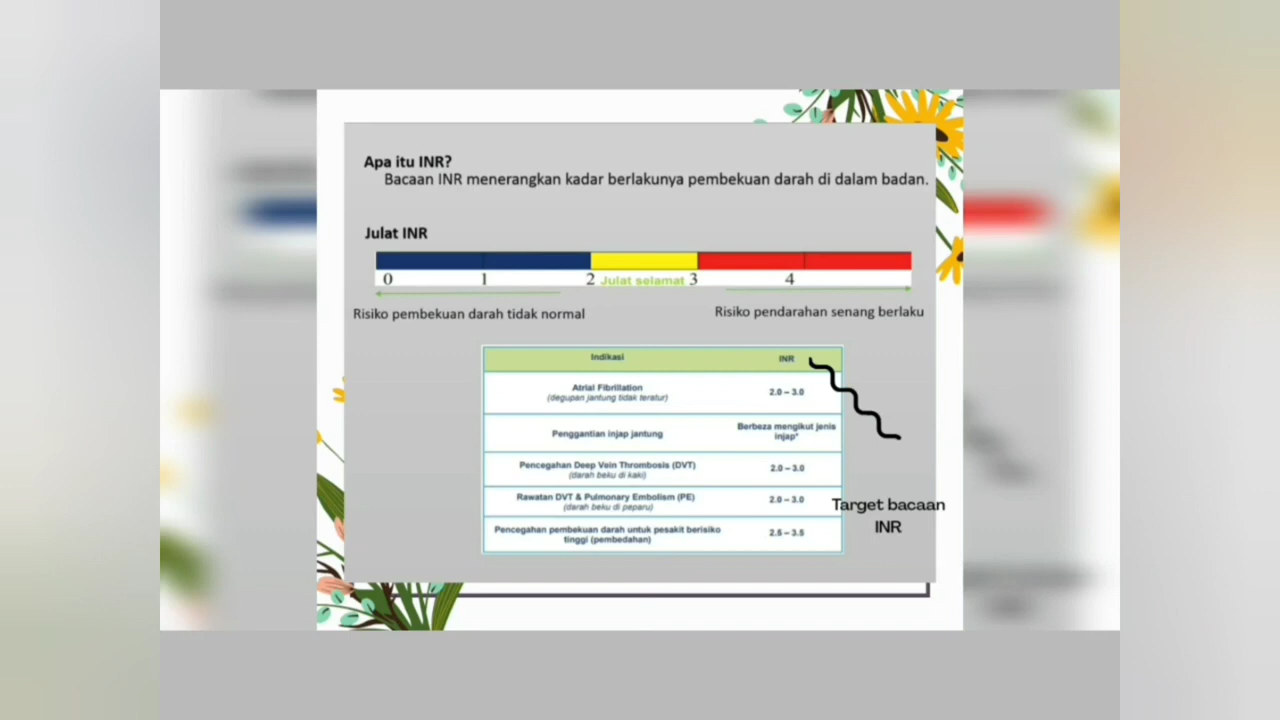 Apa itu INR?
Bacaan INR menerangkan kadar berlakunya pembekuan darah di dalam badan.
Julat INR
0 1 2 Julat selamat 3 4
Risiko pembekuan darah tidak normal
Risiko pendarahan senang berlaku
Indikasi INR
Atrial Fibrillation
(degupan jantung tidak teratur)
2.0 – 3.0
Penggantian injap jantung
Berbeza mengikut jenis
injap*
Pencegahan Deep Vein Thrombosis (DVT)
(darah beku di kaki)
2.0 – 3.0
Rawatan DVT & Pulmonary Embolism (PE)
(darah beku di peparu)
2.0 – 3.0
Pencegahan pembekuan darah untuk pesakit berisiko
tinggi (pembedahan)
2.5 – 3.5
Target bacaan
INR